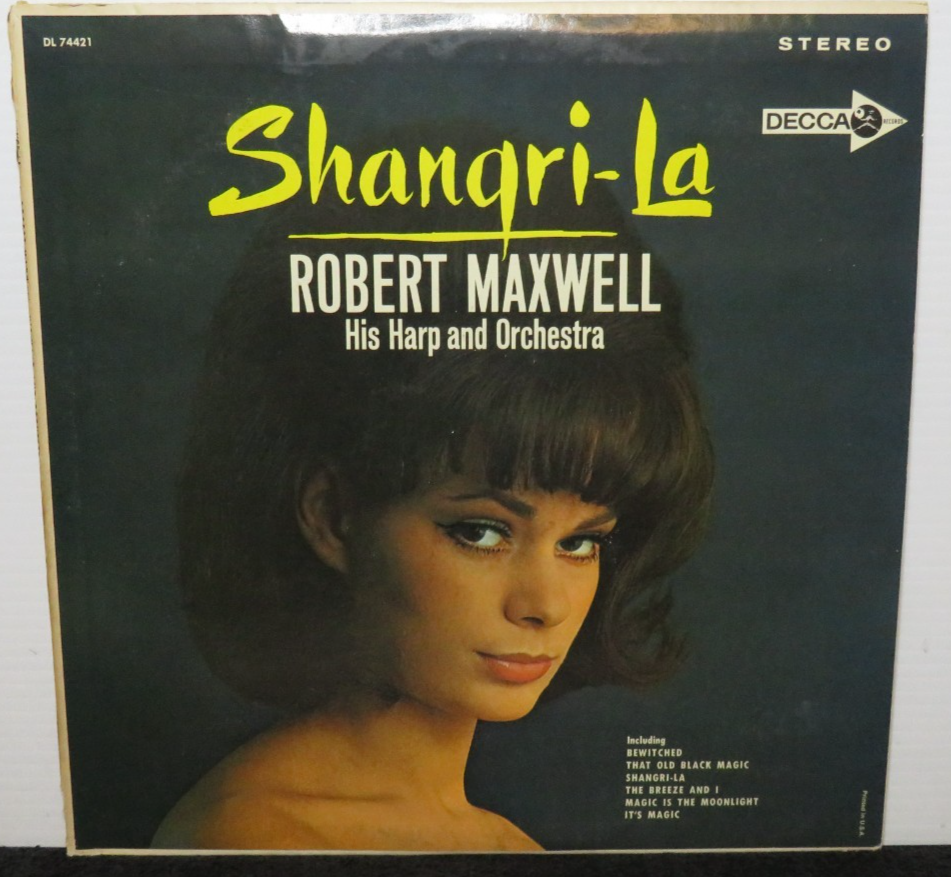 DL 74421
STEREO
DECCA RECORDS
Shangri-La
ROBERT MAXWELL
His Harp and Orchestra
Including
BEWITCHED
THAT OLD BLACK MAGIC
SHANGRI-LA
THE BREEZE AND I
MAGIC IS THE MOONLIGHT
IT'S MAGIC
Printed in U.S.A.